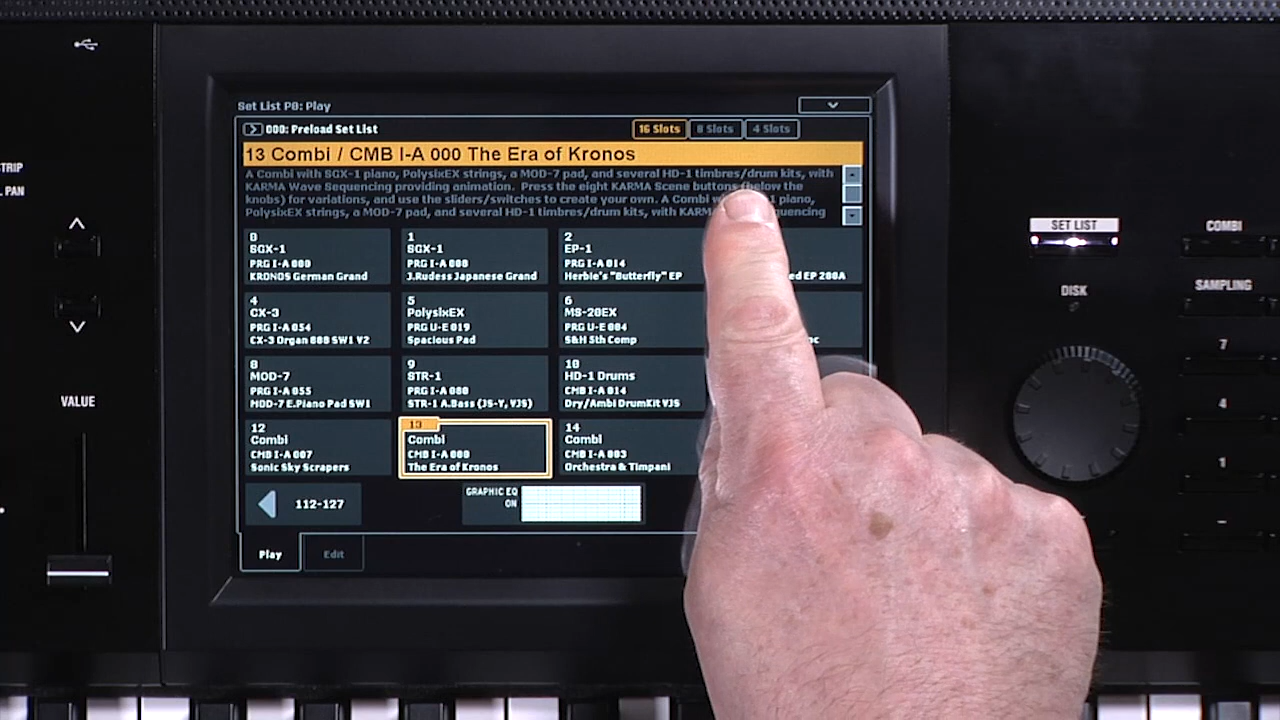 Set List P0: Play
000: Preload Set List
16 Slots
8 Slots
4 Slots
13 Combi / CMB I-A 000 The Era of Kronos
A Combi with SGX-1 piano, PolysixEX strings, a MOD-7 pad, and several HD-1 timbres/drum kits, with
KARMA Wave Sequencing providing animation. Press the eight KARMA Scene buttons (below the
knobs) for variations, and use the sliders/switches to create your own. A Combi piano,
PolysixEX strings, a MOD-7 pad, and several HD-1 timbres/drum kits, with
0
SGX-1
PRG I-A 000
KRONOS German Grand
1
SGX-1
PRG I-A 008
J.Rudess Japanese Grand
2
EP-1
PRG I-A 014
Herbie's "Butterfly" EP
EP 200A
4
CX-3
PRG I-A 054
CX-3 Organ 888 SW1 V2
5
PolysixEX
PRG U-E 019
Spacious Pad
6
MS-20EX
PRG U-E 004
S&H 5th Comp
8
MOD-7
PRG I-A 055
MOD-7 E.Piano Pad SW1
9
STR-1
PRG I-A 080
STR-1 A.Bass (JS-Y, VJS)
10
HD-1 Drums
CMB I-A 014
Dry/Ambi DrumKit VJS
12
Combi
CMB I-A 007
Sonic Sky Scrapers
13
Combi
CMB I-A 000
The Era of Kronos
14
Combi
CMB I-A 003
Orchestra & Timpani
112-127
GRAPHIC EQ
ON
Play
Edit
TRIP
PAN
VALUE
SET LIST
COMBI
DISK
SAMPLING
7
4
1
-